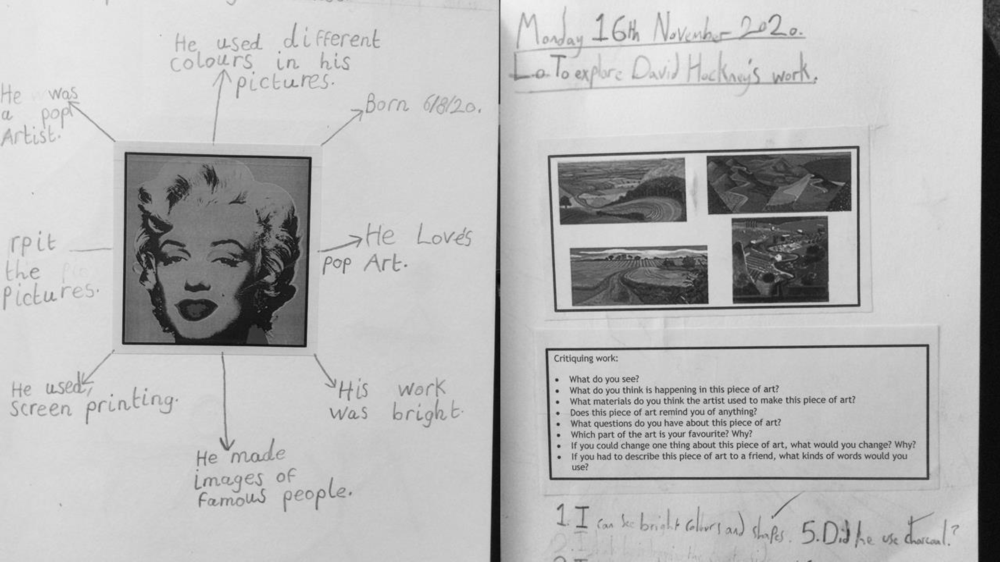 He used different
colours in his
pictures.
He was
a pop
Artist.
Born 6/8/20.
rpit
the
pictures.
He Love's
pop Art.
He used
screen printing.
His work
was bright.
He made
images of
famous people.
Monday 16th November 2020.
Lo To explore David Hockney's work.
Critiquing work:
• What do you see?
• What do you think is happening in this piece of art?
• What materials do you think the artist used to make this piece of art?
• Does this piece of art remind you of anything?
• What questions do you have about this piece of art?
• Which part of the art is your favourite? Why?
• If you could change one thing about this piece of art, what would you change? Why?
• If you had to describe this piece of art to a friend, what kinds of words would you
use?
1. I can see bright colours and shapes. 5. Did he use charcoal?
2. I